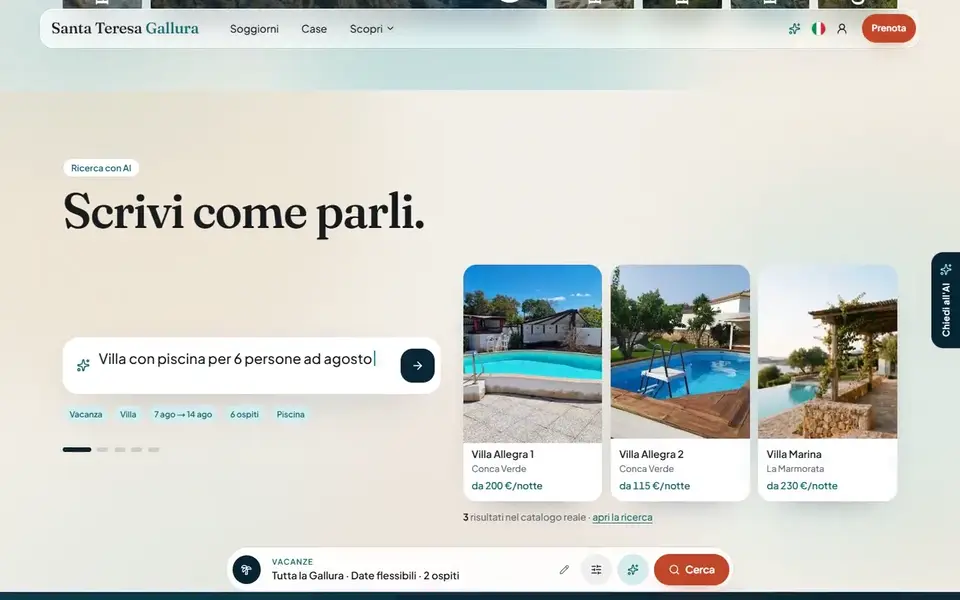 Santa Teresa Gallura
Soggiorni
Case
Scopri
Prenota
Ricerca con AI
Scrivi come parli.
Chiedi all'AI
Villa con piscina per 6 persone ad agosto
Vacanza
Villa
7 ago → 14 ago
6 ospiti
Piscina
Villa Allegra 1
Conca Verde
da 200 €/notte
Villa Allegra 2
Conca Verde
da 115 €/notte
Villa Marina
La Marmorata
da 230 €/notte
3 risultati nel catalogo reale · apri la ricerca
VACANZE
Tutta la Gallura · Date flessibili · 2 ospiti
Cerca